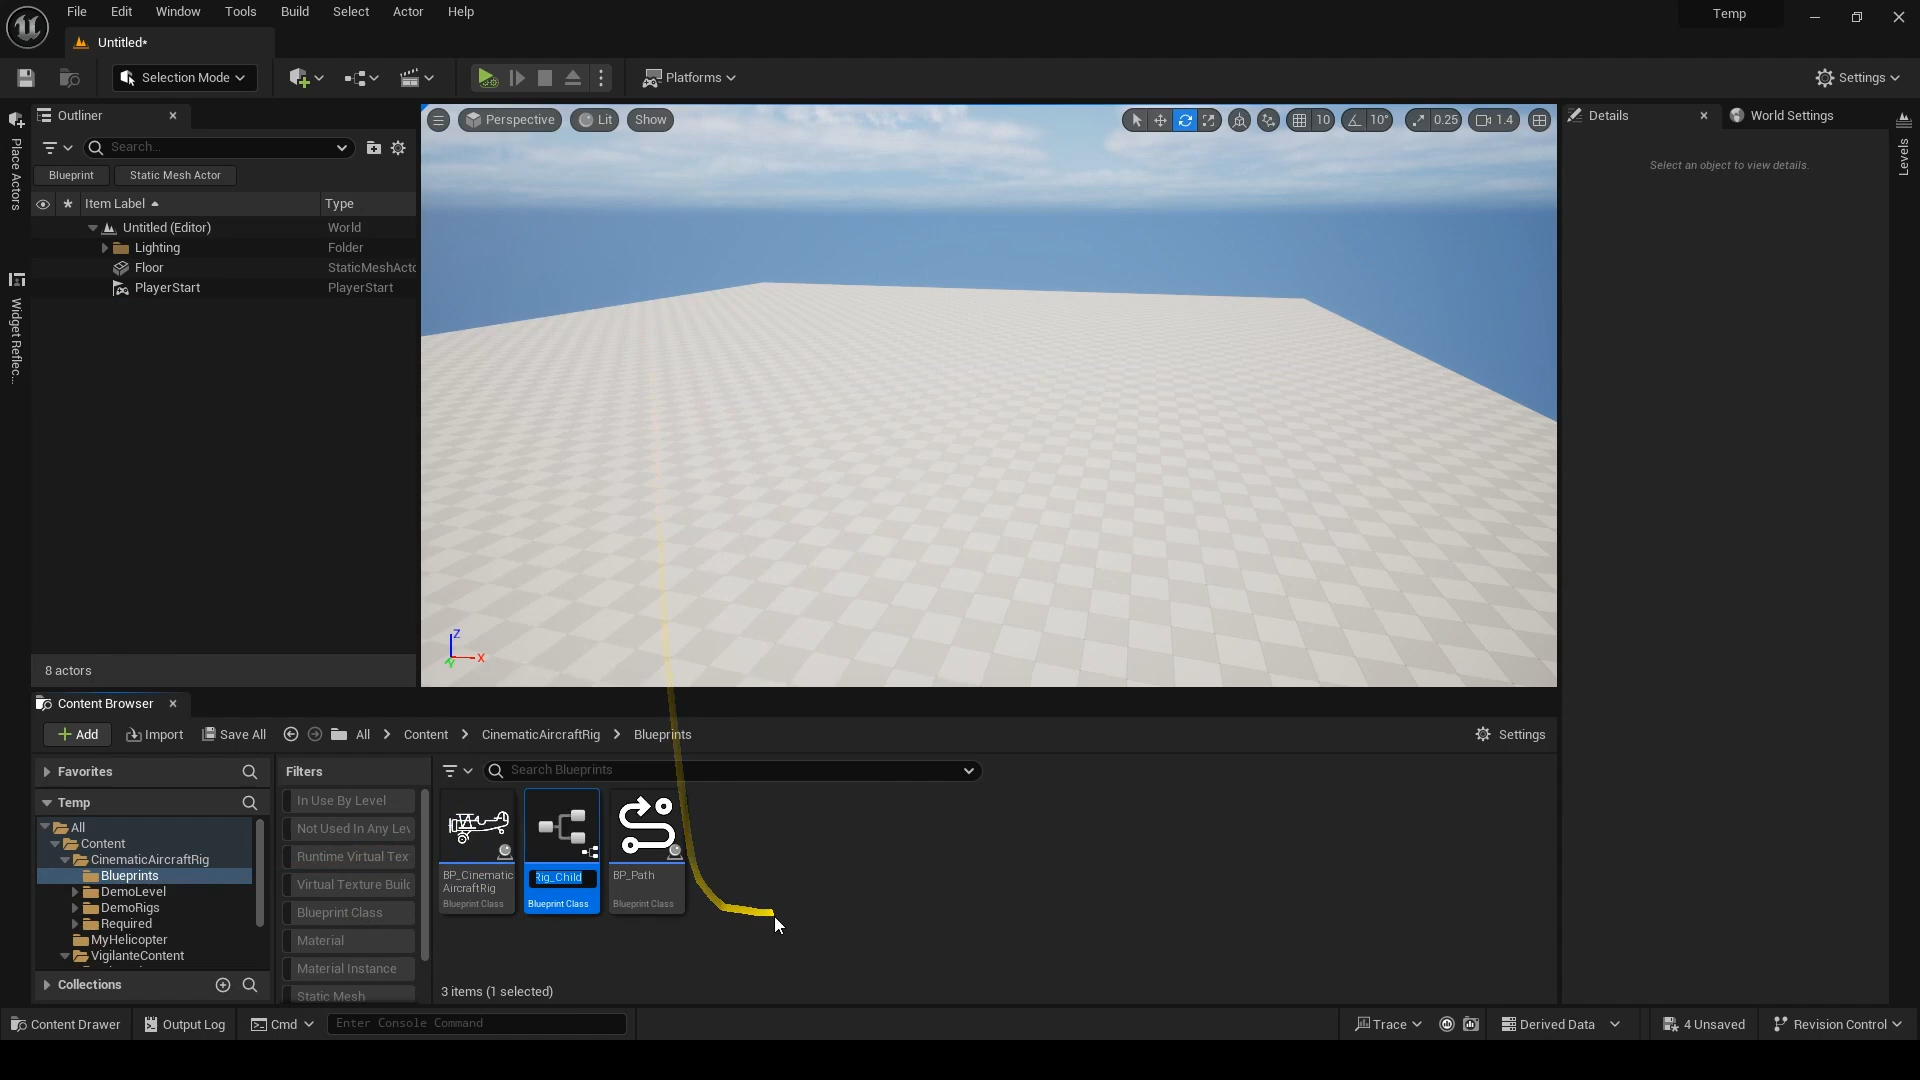 File Edit Window Tools Build Select Actor Help
Temp
Untitled*
Selection Mode
Platforms
Settings
Outliner
Search...
Blueprint
Static Mesh Actor
Item Label
Type
Untitled (Editor)
World
Lighting
Folder
Floor
StaticMeshActo
PlayerStart
PlayerStart
8 actors
Place Actors
Widget Reflec...
Perspective
Lit
Show
10
10°
0.25
1.4
Z
X
Y
Details
World Settings
Select an object to view details.
Levels
Content Browser
Add
Import
Save All
All
Content
CinematicAircraftRig
Blueprints
Settings
Favorites
Temp
All
Content
CinematicAircraftRig
Blueprints
DemoLevel
DemoRigs
Required
MyHelicopter
VigilanteContent
Collections
Filters
In Use By Level
Not Used In Any Lev
Runtime Virtual Tex
Virtual Texture Build
Blueprint Class
Material
Material Instance
Static Mesh
Search Blueprints
BP_Cinematic
AircraftRig
Blueprint Class
Rig_Child
Blueprint Class
BP_Path
Blueprint Class
3 items (1 selected)
Content Drawer
Output Log
Cmd
Enter Console Command
Trace
Derived Data
4 Unsaved
Revision Control